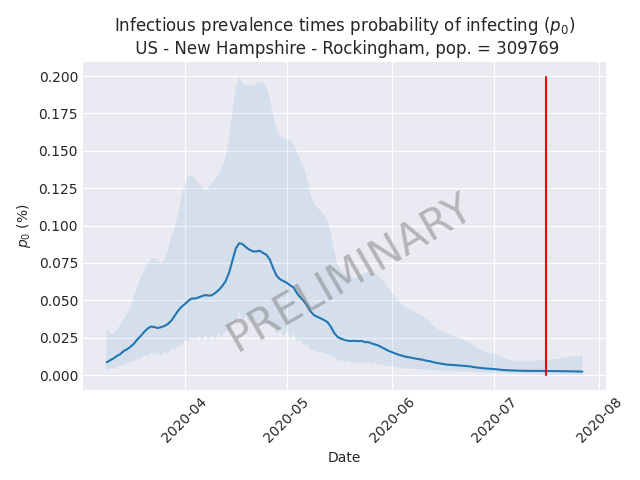 Infectious prevalence times probability of infecting (p₀)
US - New Hampshire - Rockingham, pop. = 309769
0.200
0.175
0.150
0.125
0.100
0.075
0.050
0.025
0.000
p₀ (%)
PRELIMINARY
2020-04
2020-05
2020-06
2020-07
2020-08
Date